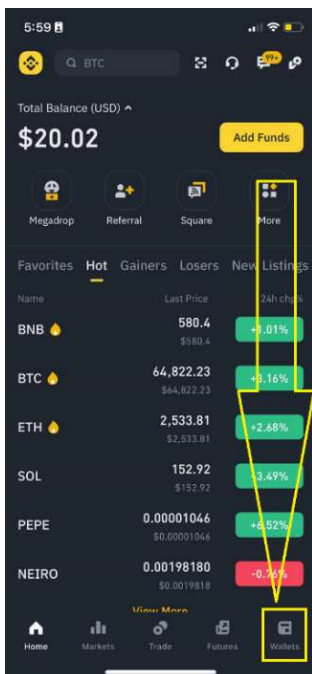 5:59
BTC
99+
Total Balance (USD)
$20.02
Add Funds
Megadrop Referral Square More
Favorites Hot Gainers Losers New Listings
Name Last Price 24h chg%
BNB 580.4 +1.01%
$580.4
BTC 64,822.23 +3.16%
$64,822.23
ETH 2,533.81 +2.68%
$2,533.81
SOL 152.92 +3.49%
$152.92
PEPE 0.00001046 +6.52%
$0.00001046
NEIRO 0.00198180 -0.76%
$0.0019818
View More
Home Markets Trade Futures Wallets